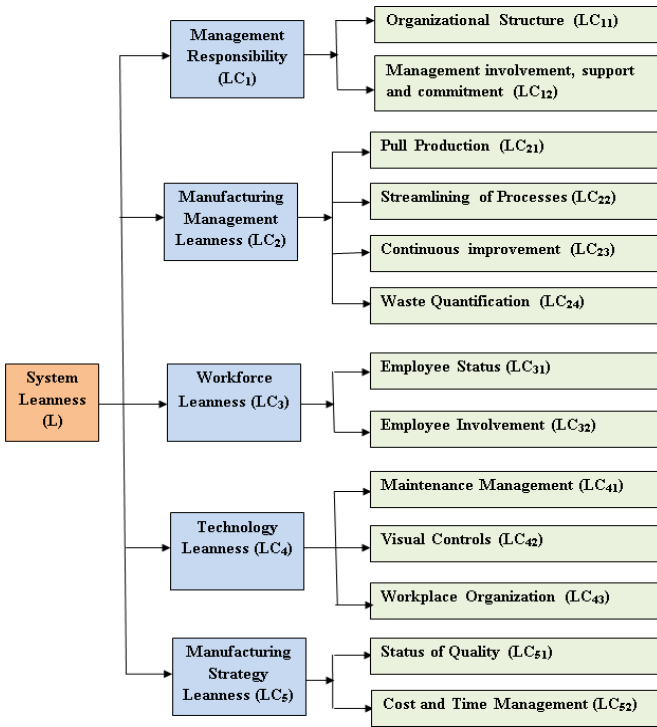 System
Leanness
(L)
Management
Responsibility
(LC₁)
Organizational Structure (LC₁₁)
Management involvement, support
and commitment (LC₁₂)
Manufacturing
Management
Leanness (LC₂)
Pull Production (LC₂₁)
Streamlining of Processes (LC₂₂)
Continuous improvement (LC₂₃)
Waste Quantification (LC₂₄)
Workforce
Leanness (LC₃)
Employee Status (LC₃₁)
Employee Involvement (LC₃₂)
Technology
Leanness (LC₄)
Maintenance Management (LC₄₁)
Visual Controls (LC₄₂)
Workplace Organization (LC₄₃)
Manufacturing
Strategy
Leanness (LC₅)
Status of Quality (LC₅₁)
Cost and Time Management (LC₅₂)